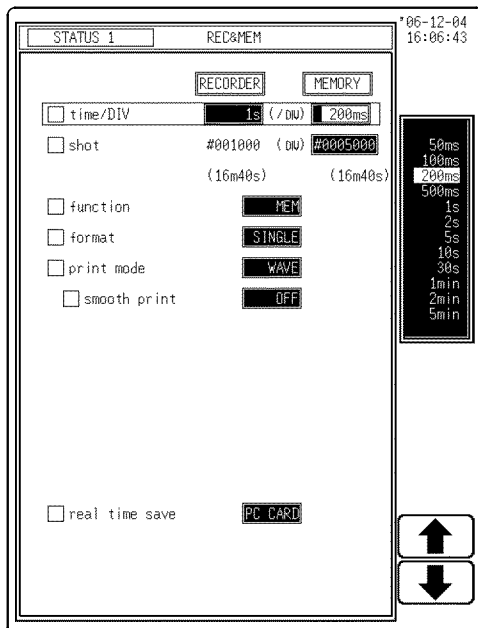 '06-12-04
STATUS 1 REC&MEM 16:06:43
RECORDER MEMORY
time/DIV 1s (/DIV) 200ms
shot #001000 (DIV) #0005000
(16m40s) (16m40s)
function MEM
format SINGLE
print mode WAVE
smooth print OFF
real time save PC CARD
50ms
100ms
200ms
500ms
1s
2s
5s
10s
30s
1min
2min
5min